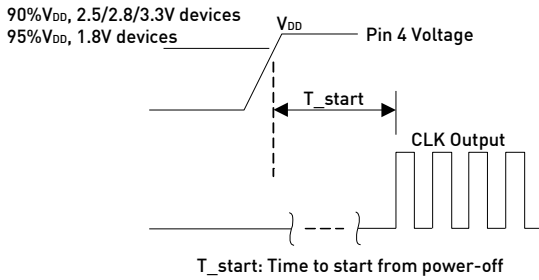 90%VDD, 2.5/2.8/3.3V devices
95%VDD, 1.8V devices
VDD
Pin 4 Voltage
T_start
CLK Output
T_start: Time to start from power-off